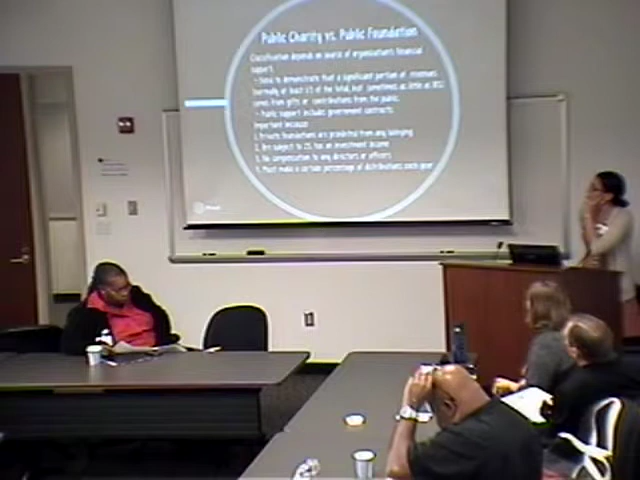 Public Charity vs. Public Foundation
Classification depends on source of organization's financial
support.
- Need to demonstrate that a significant portion of revenues
(normally at least 1/3 of the total, but sometimes as little as 10%)
comes from gifts or contributions from the public.
- Public support includes government contracts.
Important because:
1. Private foundations are prohibited from any lobbying
2. Are subject to 2% tax on investment income
3. No compensation to any directors or officers
4. Must make a certain percentage of distributions each year